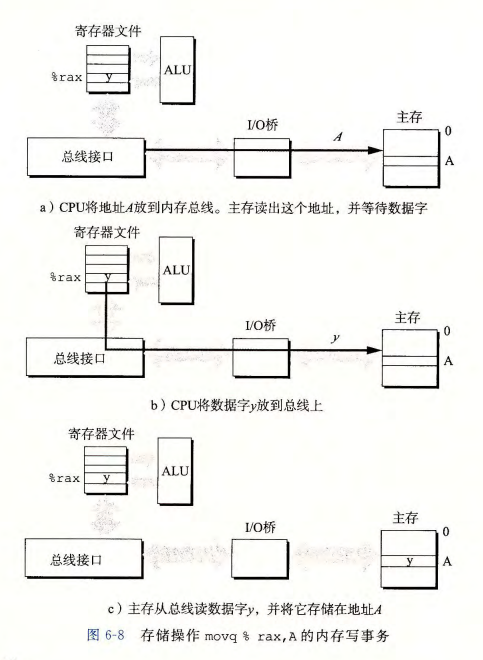 寄存器文件
%rax
y
ALU
I/O桥
主存
总线接口
A
0
A
a）CPU将地址A放到内存总线。主存读出这个地址，并等待数据字
寄存器文件
%rax
y
ALU
I/O桥
主存
总线接口
y
0
A
b）CPU将数据字y放到总线上
寄存器文件
%rax
y
ALU
I/O桥
主存
总线接口
0
y
A
c）主存从总线读数据字y，并将它存储在地址A
图 6-8 存储操作 movq % rax,A 的内存写事务